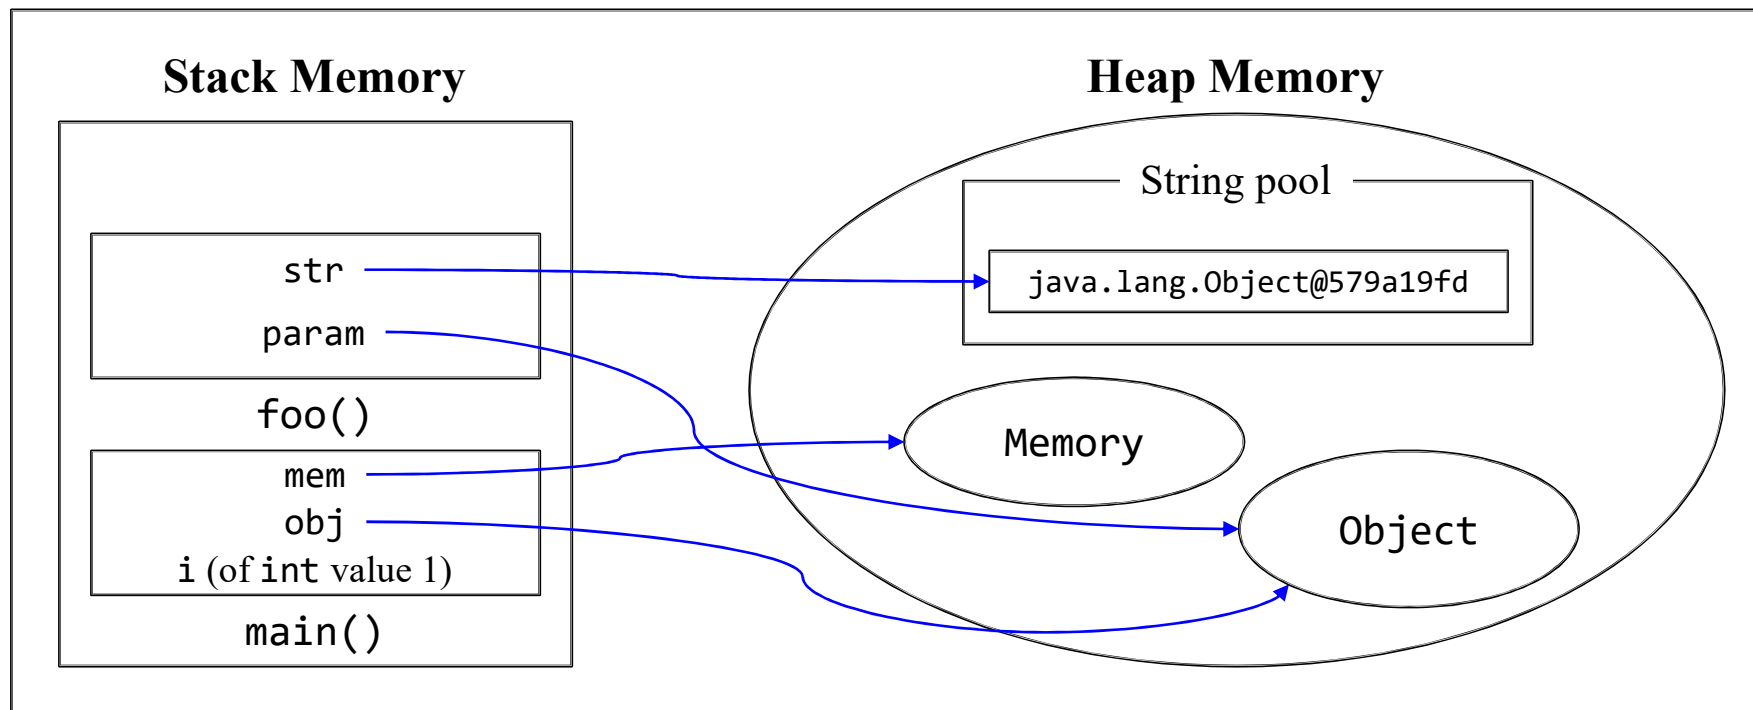 Stack Memory
Heap Memory
str
param
foo()
mem
obj
i (of int value 1)
main()
String pool
java.lang.Object@579a19fd
Memory
Object